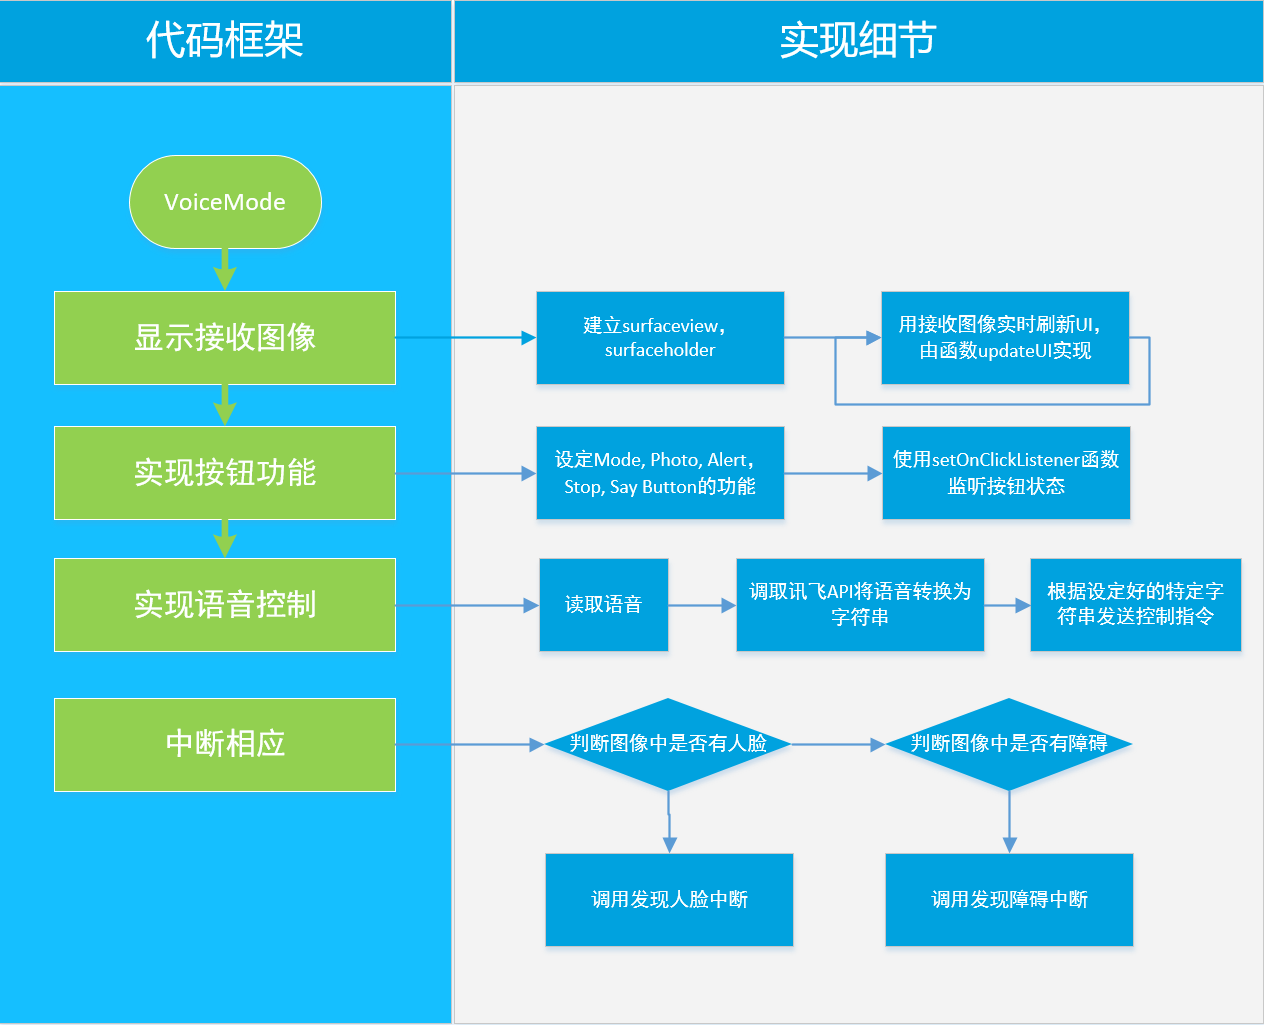 代码框架
实现细节
VoiceMode
显示接收图像
建立surfaceview，
surfaceholder
用接收图像实时刷新UI，
由函数updateUI实现
实现按钮功能
设定Mode, Photo, Alert，
Stop, Say Button的功能
使用setOnClickListener函数
监听按钮状态
实现语音控制
读取语音
调取讯飞API将语音转换为
字符串
根据设定好的特定字
符串发送控制指令
中断相应
判断图像中是否有人脸
判断图像中是否有障碍
调用发现人脸中断
调用发现障碍中断